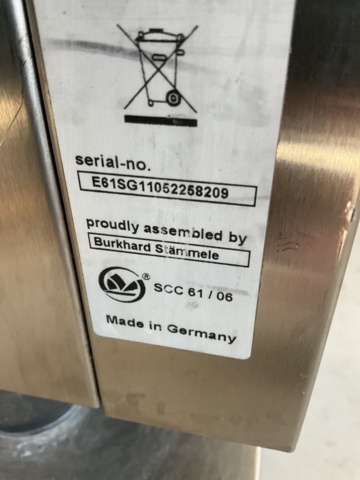 serial-no.
E61SG11052258209
proudly assembled by
Burkhard Stämmele
® SCC 61 / 06
Made in Germany